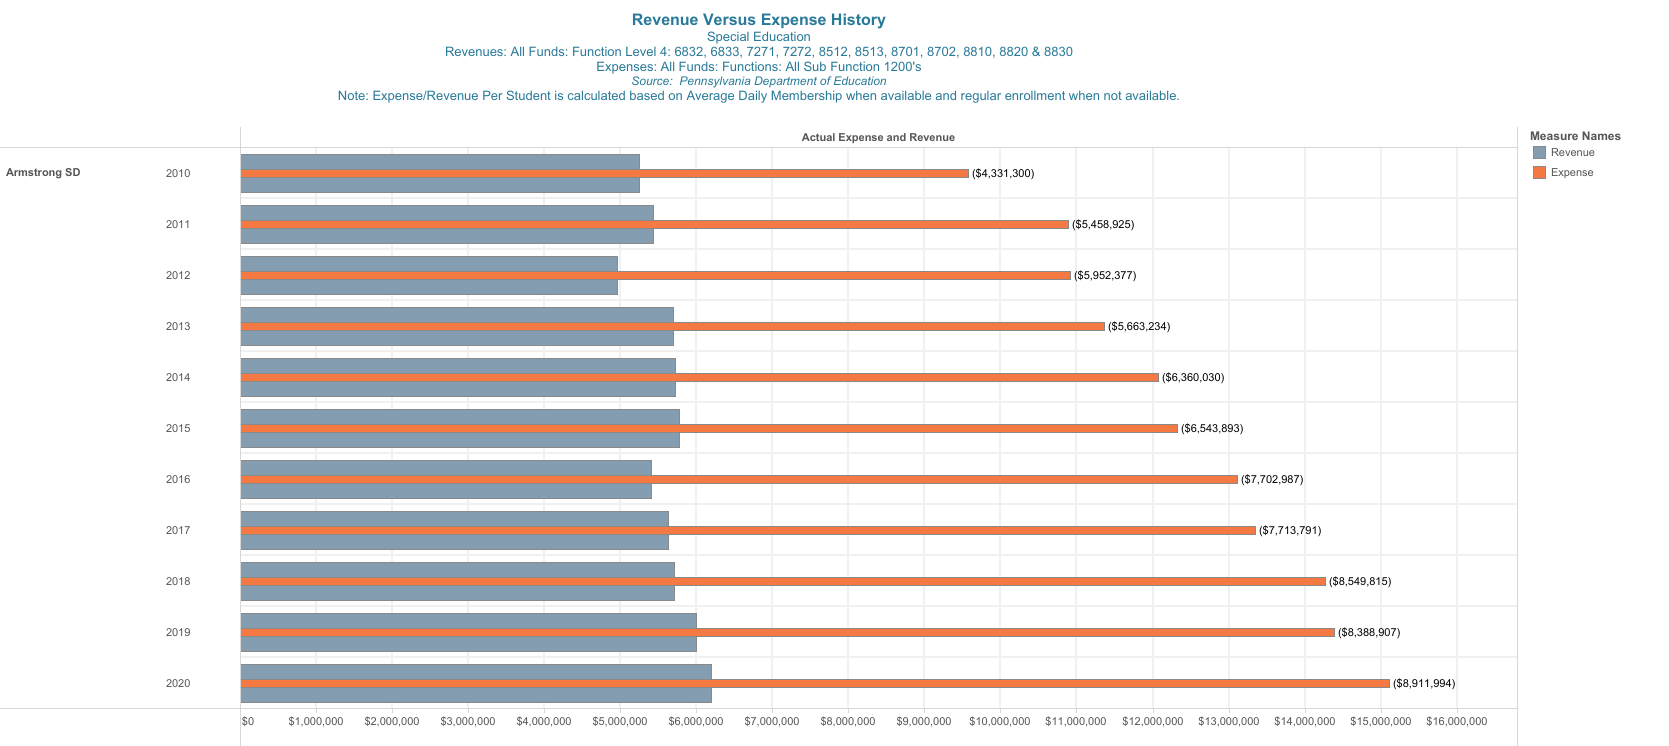 Revenue Versus Expense History
Special Education
Revenues: All Funds: Function Level 4: 6832, 6833, 7271, 7272, 8512, 8513, 8701, 8702, 8810, 8820 & 8830
Expenses: All Funds: Functions: All Sub Function 1200's
Source:  Pennsylvania Department of Education
Note: Expense/Revenue Per Student is calculated based on Average Daily Membership when available and regular enrollment when not available.
Actual Expense and Revenue
Measure Names
Revenue
Expense
Armstrong SD
2010 ($4,331,300)
2011 ($5,458,925)
2012 ($5,952,377)
2013 ($5,663,234)
2014 ($6,360,030)
2015 ($6,543,893)
2016 ($7,702,987)
2017 ($7,713,791)
2018 ($8,549,815)
2019 ($8,388,907)
2020 ($8,911,994)
$0 $1,000,000 $2,000,000 $3,000,000 $4,000,000 $5,000,000 $6,000,000 $7,000,000 $8,000,000 $9,000,000 $10,000,000 $11,000,000 $12,000,000 $13,000,000 $14,000,000 $15,000,000 $16,000,000